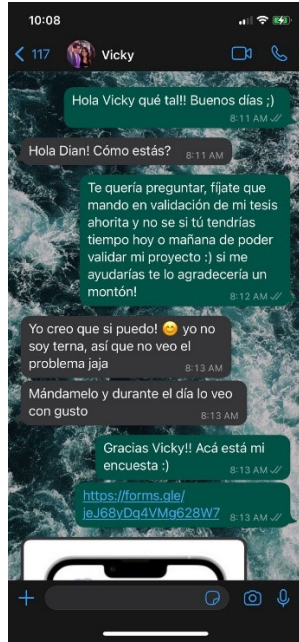 10:08
117
Vicky
Hola Vicky qué tal!! Buenos días ;)
8:11 AM
Hola Dian! Cómo estás?
8:11 AM
Te quería preguntar, fíjate que
mando en validación de mi tesis
ahorita y no se si tú tendrías
tiempo hoy o mañana de poder
validar mi proyecto :) si me
ayudarías te lo agradecería un
montón!
8:12 AM
Yo creo que si puedo! 😊 yo no
soy terna, así que no veo el
problema jaja
8:13 AM
Mándamelo y durante el día lo veo
con gusto
8:13 AM
Gracias Vicky!! Acá está mi
encuesta :)
8:13 AM
https://forms.gle/
jeJ68yDq4VMg628W7
8:13 AM